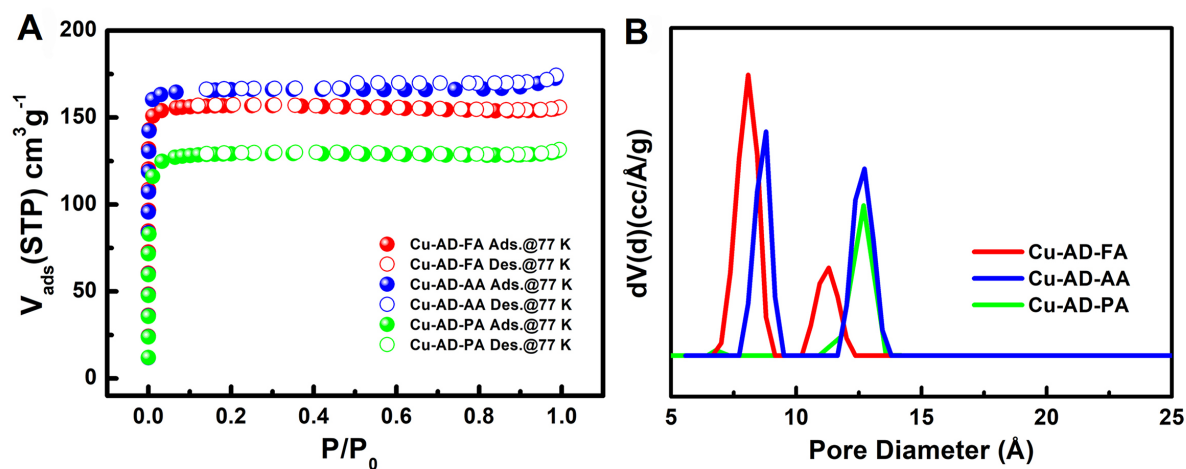 A
200
150
100
50
0
V_ads(STP) cm³g⁻¹
Cu-AD-FA Ads.@77 K
Cu-AD-FA Des.@77 K
Cu-AD-AA Ads.@77 K
Cu-AD-AA Des.@77 K
Cu-AD-PA Ads.@77 K
Cu-AD-PA Des.@77 K
0.0 0.2 0.4 0.6 0.8 1.0
P/P₀
B
dV(d)(cc/Å/g)
Cu-AD-FA
Cu-AD-AA
Cu-AD-PA
5 10 15 20 25
Pore Diameter (Å)